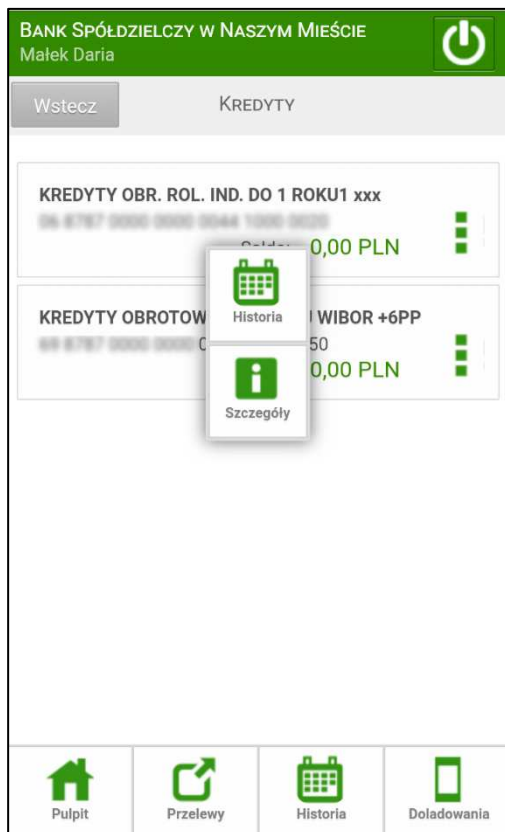 BANK SPÓŁDZIELCZY W NASZYM MIEŚCIE
Małek Daria
Wstecz
KREDYTY
KREDYTY OBR. ROL. IND. DO 1 ROKU1 xxx
0,00 PLN
Historia
KREDYTY OBROTOW WIBOR +6PP
50
0,00 PLN
Szczegóły
Pulpit
Przelewy
Historia
Doladowania